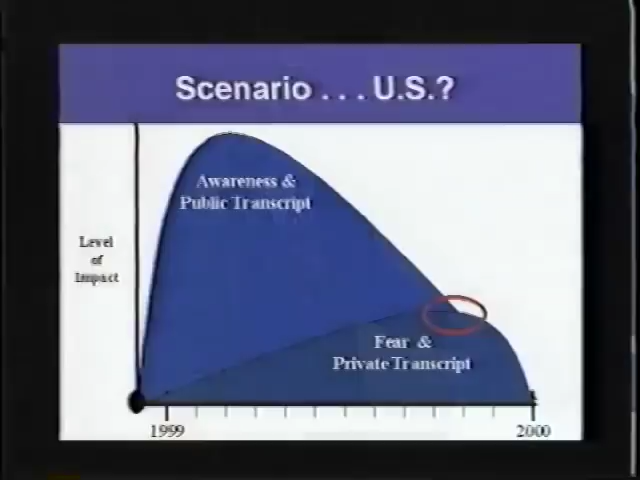 Scenario . . . U.S.?
Awareness &
Public Transcript
Level
of
Impact
Fear &
Private Transcript
1999
2000